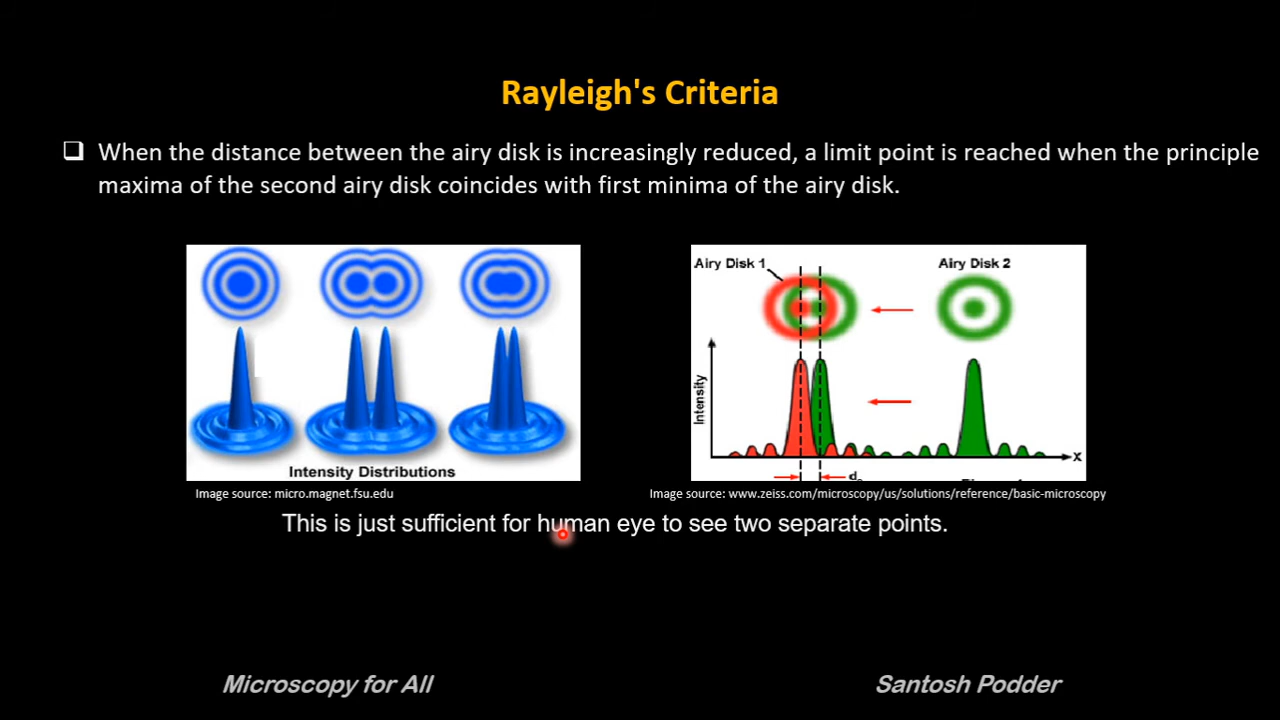 Rayleigh's Criteria
❑ When the distance between the airy disk is increasingly reduced, a limit point is reached when the principle
maxima of the second airy disk coincides with first minima of the airy disk.
Intensity Distributions
Airy Disk 1
Airy Disk 2
Intensity
x
Image source: micro.magnet.fsu.edu
Image source: www.zeiss.com/microscopy/us/solutions/reference/basic-microscopy
This is just sufficient for human eye to see two separate points.
Microscopy for All
Santosh Podder